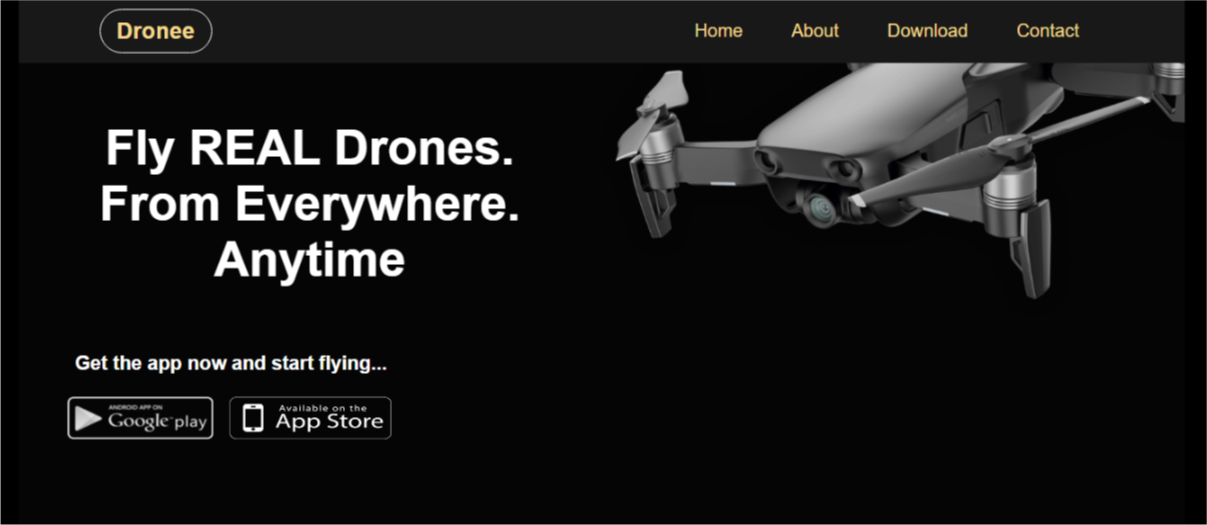 Dronee
Home
About
Download
Contact
Fly REAL Drones.
From Everywhere.
Anytime
Get the app now and start flying...
ANDROID APP ON
Google play
Available on the
App Store